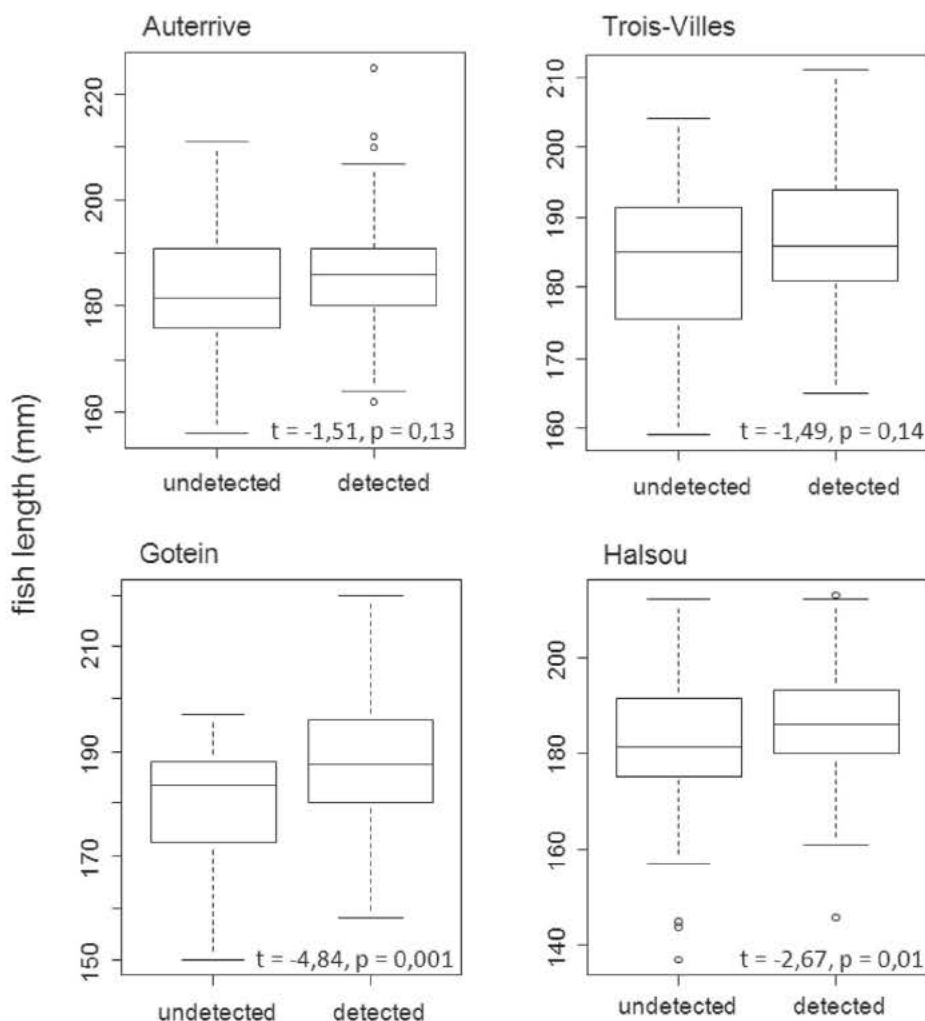 Auterrive
Trois-Villes
220
200
180
160
t = -1,51, p = 0,13
undetected
detected
210
200
190
180
170
160
t = -1,49, p = 0,14
undetected
detected
fish length (mm)
Gotein
Halsou
210
190
170
150
t = -4,84, p = 0,001
undetected
detected
200
180
160
140
t = -2,67, p = 0,01
undetected
detected